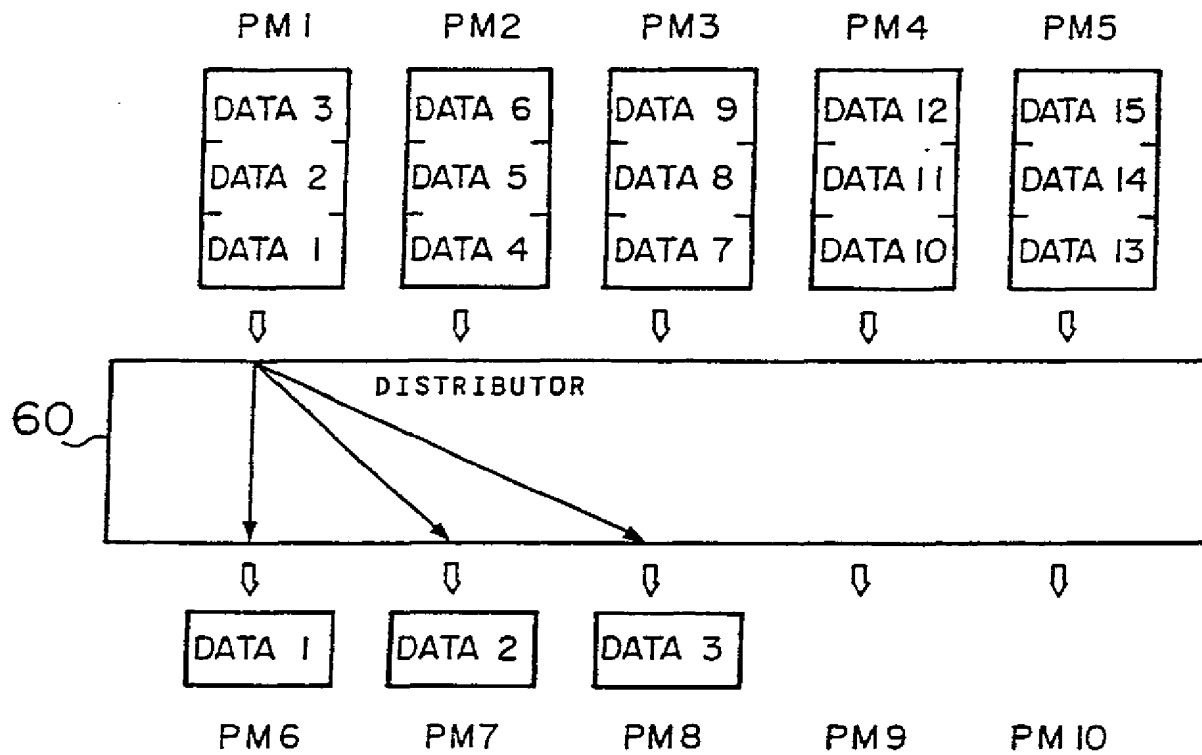 PM1 PM2 PM3 PM4 PM5
DATA 3 DATA 6 DATA 9 DATA 12 DATA 15
DATA 2 DATA 5 DATA 8 DATA 11 DATA 14
DATA 1 DATA 4 DATA 7 DATA 10 DATA 13
DISTRIBUTOR
60
DATA 1 DATA 2 DATA 3
PM6 PM7 PM8 PM9 PM10